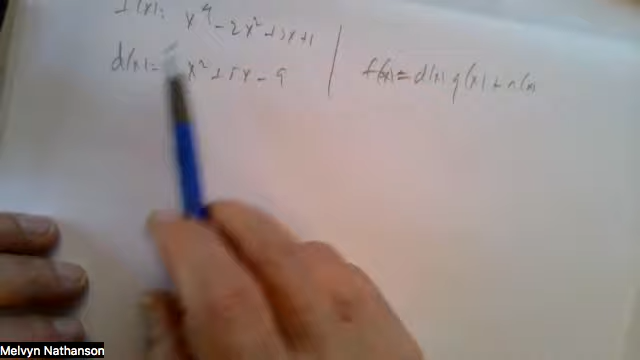 f(x) = x⁴ - 2x² + 3x + 1
d(x) = x² + 5x - 9
f(x) = d(x) q(x) + r(x)
Melvyn Nathanson